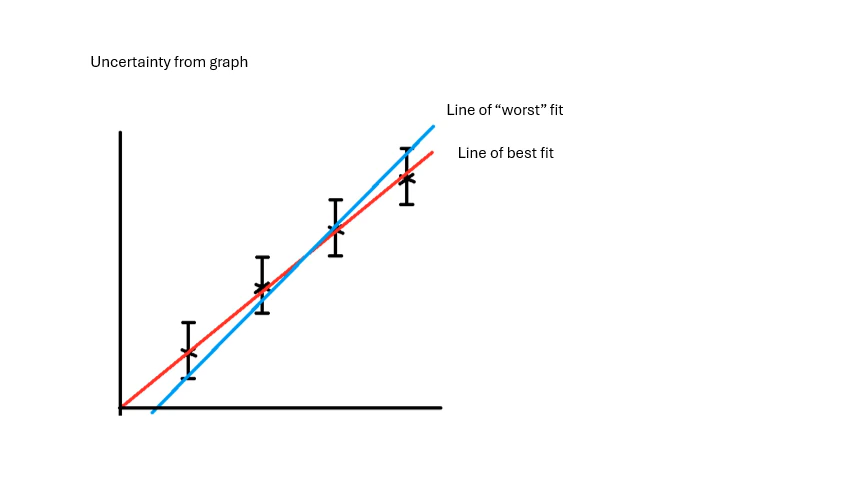 Uncertainty from graph
Line of “worst” fit
Line of best fit